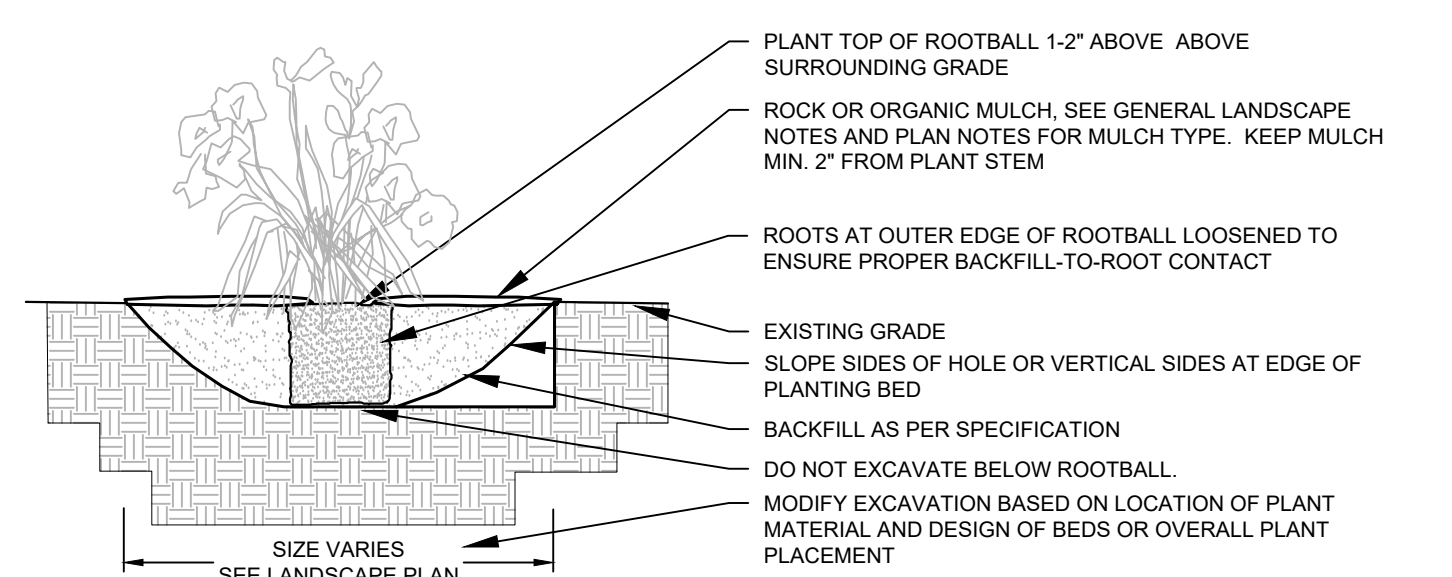 PLANT TOP OF ROOTBALL 1-2" ABOVE ABOVE
SURROUNDING GRADE
ROCK OR ORGANIC MULCH, SEE GENERAL LANDSCAPE
NOTES AND PLAN NOTES FOR MULCH TYPE. KEEP MULCH
MIN. 2" FROM PLANT STEM
ROOTS AT OUTER EDGE OF ROOTBALL LOOSENED TO
ENSURE PROPER BACKFILL-TO-ROOT CONTACT
EXISTING GRADE
SLOPE SIDES OF HOLE OR VERTICAL SIDES AT EDGE OF
PLANTING BED
BACKFILL AS PER SPECIFICATION
DO NOT EXCAVATE BELOW ROOTBALL.
MODIFY EXCAVATION BASED ON LOCATION OF PLANT
MATERIAL AND DESIGN OF BEDS OR OVERALL PLANT
PLACEMENT
SIZE VARIES
SEE LANDSCAPE PLAN